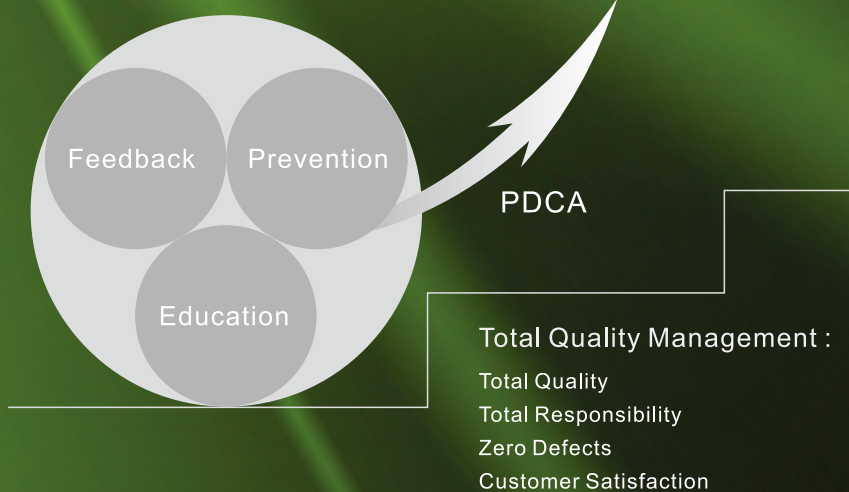 Feedback
Prevention
Education
PDCA
Total Quality Management :
Total Quality
Total Responsibility
Zero Defects
Customer Satisfaction